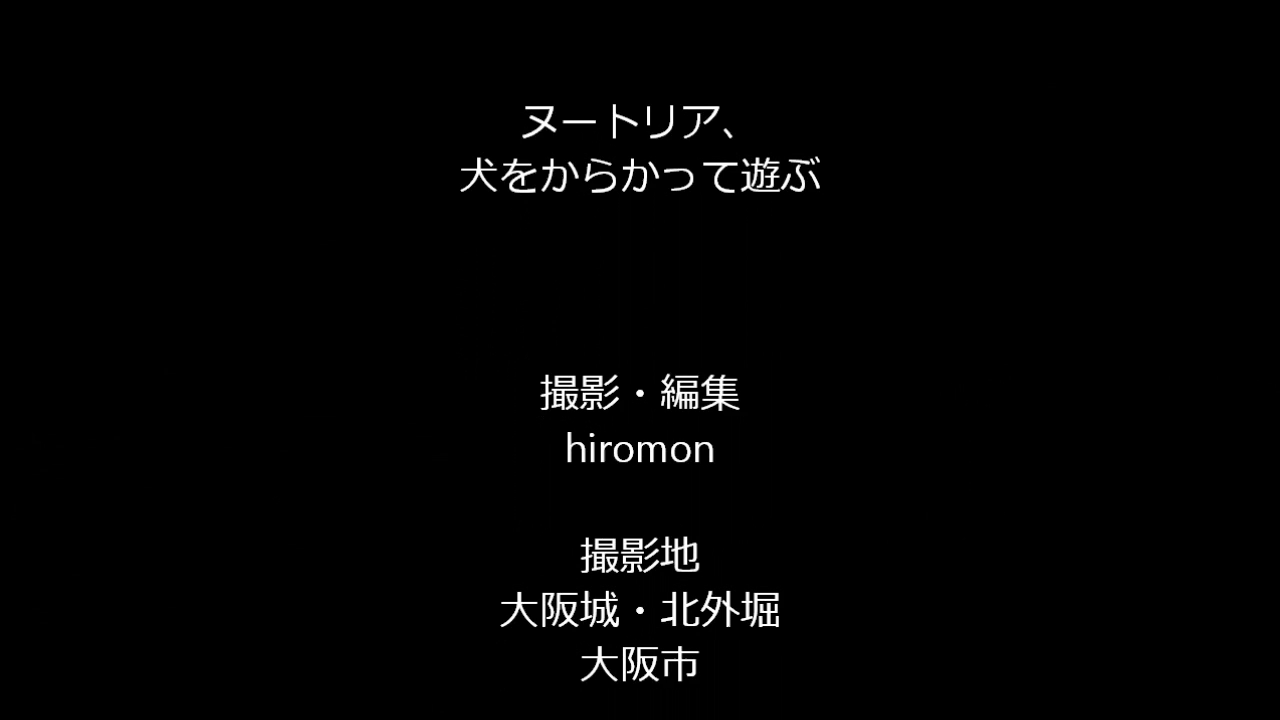 ヌートリア、
犬をからかって遊ぶ
撮影・編集
hiromon
撮影地
大阪城・北外堀
大阪市